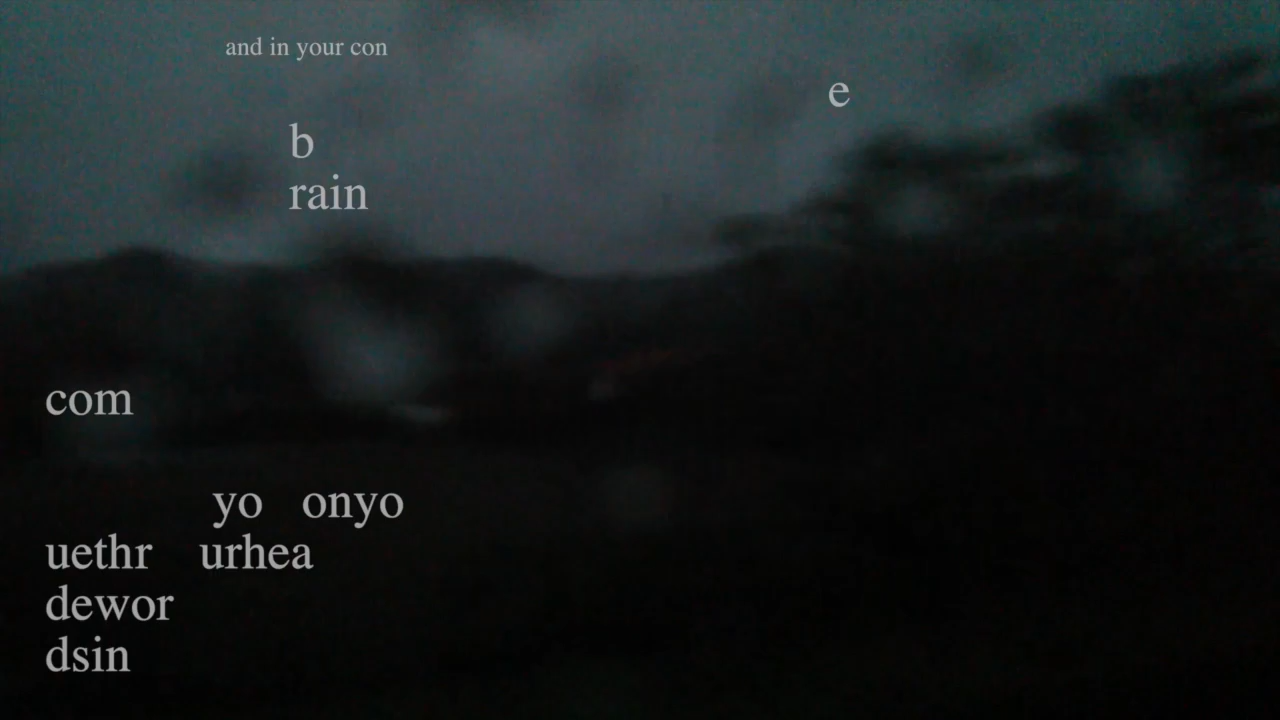 and in your con
e
b
rain
com
yo onyo
uethr urhea
dewor
dsin